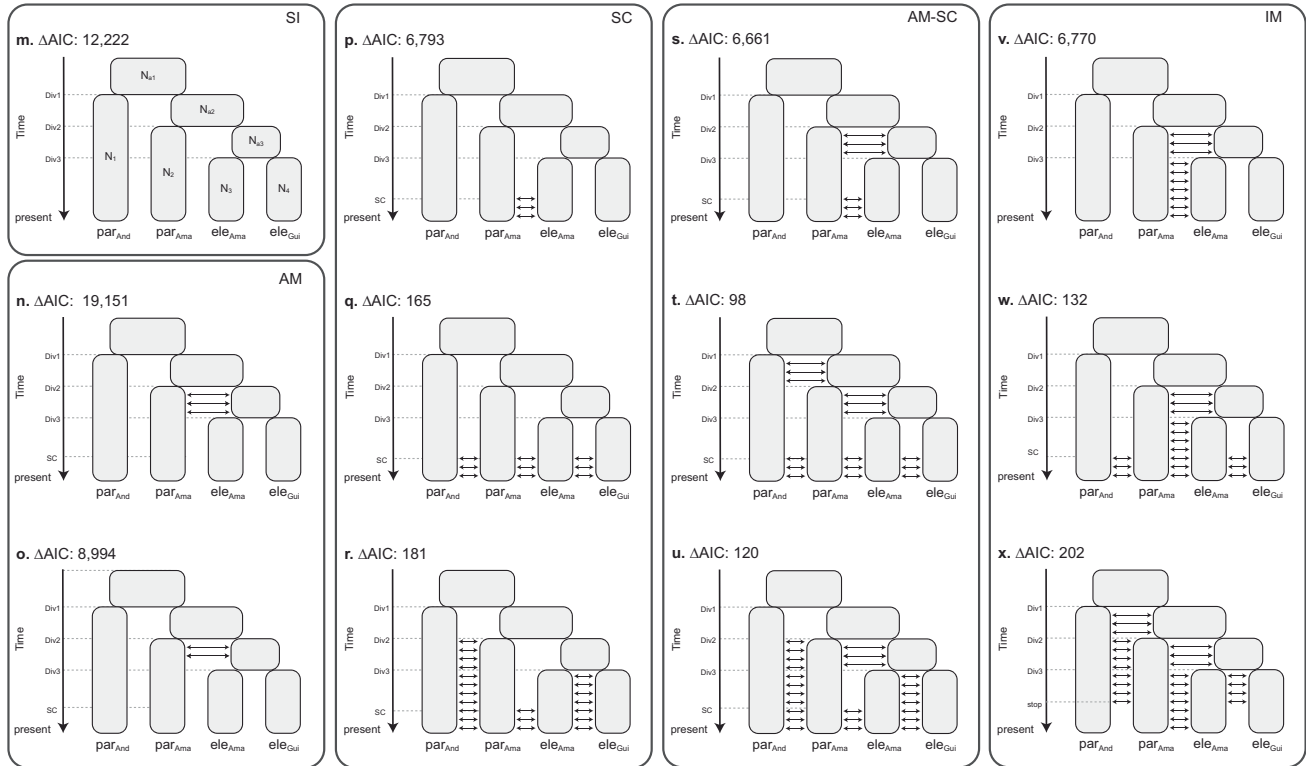 SI
m. ΔAIC: 12,222
Na1
Div1
Na2
Div2
Na3
Div3
N1
N2
N3
N4
Time
present
parAnd parAma eleAma eleGui
AM
n. ΔAIC: 19,151
Div1
Div2
Div3
SC
Time
present
parAnd parAma eleAma eleGui
o. ΔAIC: 8,994
Div1
Div2
Div3
SC
Time
present
parAnd parAma eleAma eleGui
SC
p. ΔAIC: 6,793
Div1
Div2
Div3
SC
Time
present
parAnd parAma eleAma eleGui
q. ΔAIC: 165
Div1
Div2
Div3
SC
Time
present
parAnd parAma eleAma eleGui
r. ΔAIC: 181
Div1
Div2
Div3
SC
Time
present
parAnd parAma eleAma eleGui
AM-SC
s. ΔAIC: 6,661
Div1
Div2
Div3
SC
Time
present
parAnd parAma eleAma eleGui
t. ΔAIC: 98
Div1
Div2
Div3
SC
Time
present
parAnd parAma eleAma eleGui
u. ΔAIC: 120
Div1
Div2
Div3
SC
Time
present
parAnd parAma eleAma eleGui
IM
v. ΔAIC: 6,770
Div1
Div2
Div3
Time
present
parAnd parAma eleAma eleGui
w. ΔAIC: 132
Div1
Div2
Div3
SC
Time
present
parAnd parAma eleAma eleGui
x. ΔAIC: 202
Div1
Div2
Div3
stop
Time
present
parAnd parAma eleAma eleGui